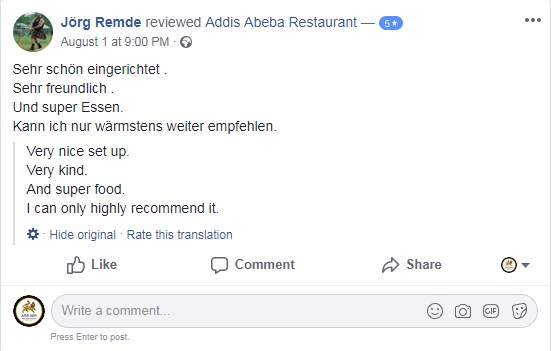 Jörg Remde reviewed Addis Abeba Restaurant — 5★
August 1 at 9:00 PM ·
Sehr schön eingerichtet .
Sehr freundlich .
Und super Essen.
Kann ich nur wärmstens weiter empfehlen.
Very nice set up.
Very kind.
And super food.
I can only highly recommend it.
· Hide original · Rate this translation
Like Comment Share
Write a comment... GIF
Press Enter to post.